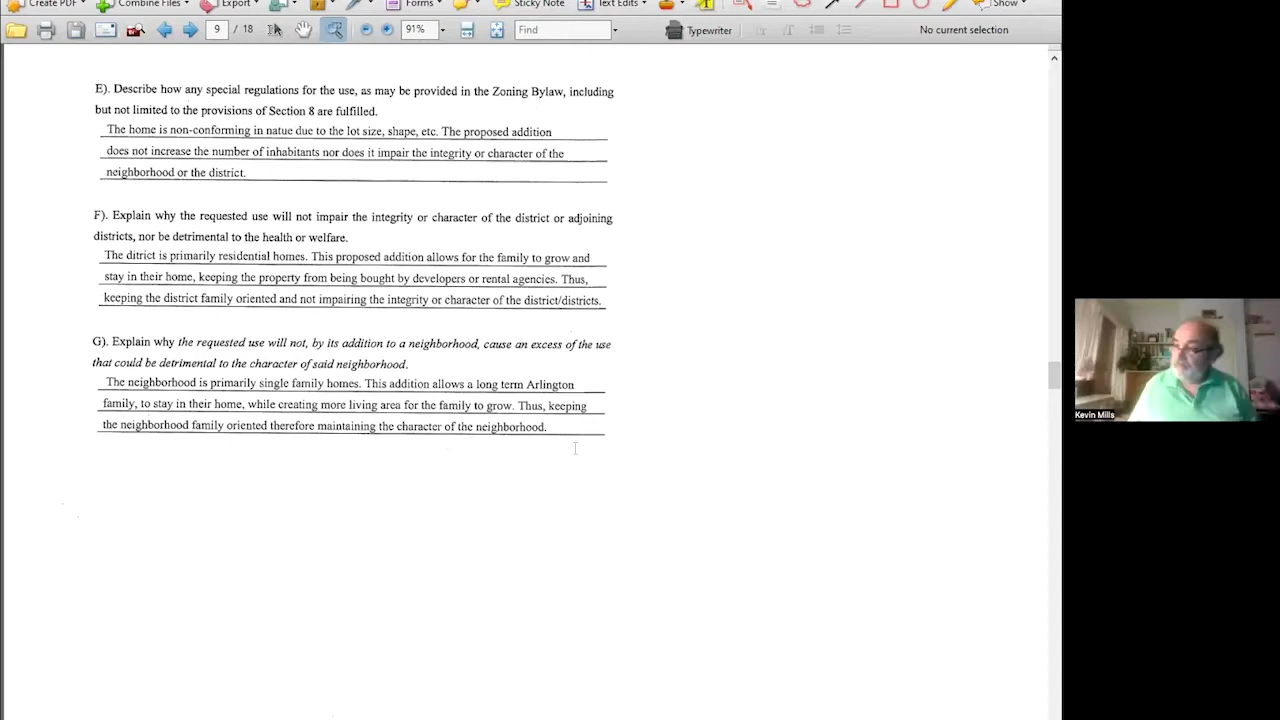 Create PDF
Combine Files
Export
Forms
Sticky Note
Text Edits
Show
9 / 18
91%
Find
Typewriter
No current selection
E). Describe how any special regulations for the use, as may be provided in the Zoning Bylaw, including
but not limited to the provisions of Section 8 are fulfilled.
The home is non-conforming in natue due to the lot size, shape, etc. The proposed addition
does not increase the number of inhabitants nor does it impair the integrity or character of the
neighborhood or the district.
F). Explain why the requested use will not impair the integrity or character of the district or adjoining
districts, nor be detrimental to the health or welfare.
The ditrict is primarily residential homes. This proposed addition allows for the family to grow and
stay in their home, keeping the property from being bought by developers or rental agencies. Thus,
keeping the district family oriented and not impairing the integrity or character of the district/districts.
G). Explain why the requested use will not, by its addition to a neighborhood, cause an excess of the use
that could be detrimental to the character of said neighborhood.
The neighborhood is primarily single family homes. This addition allows a long term Arlington
family, to stay in their home, while creating more living area for the family to grow. Thus, keeping
the neighborhood family oriented therefore maintaining the character of the neighborhood.
Kevin Mills